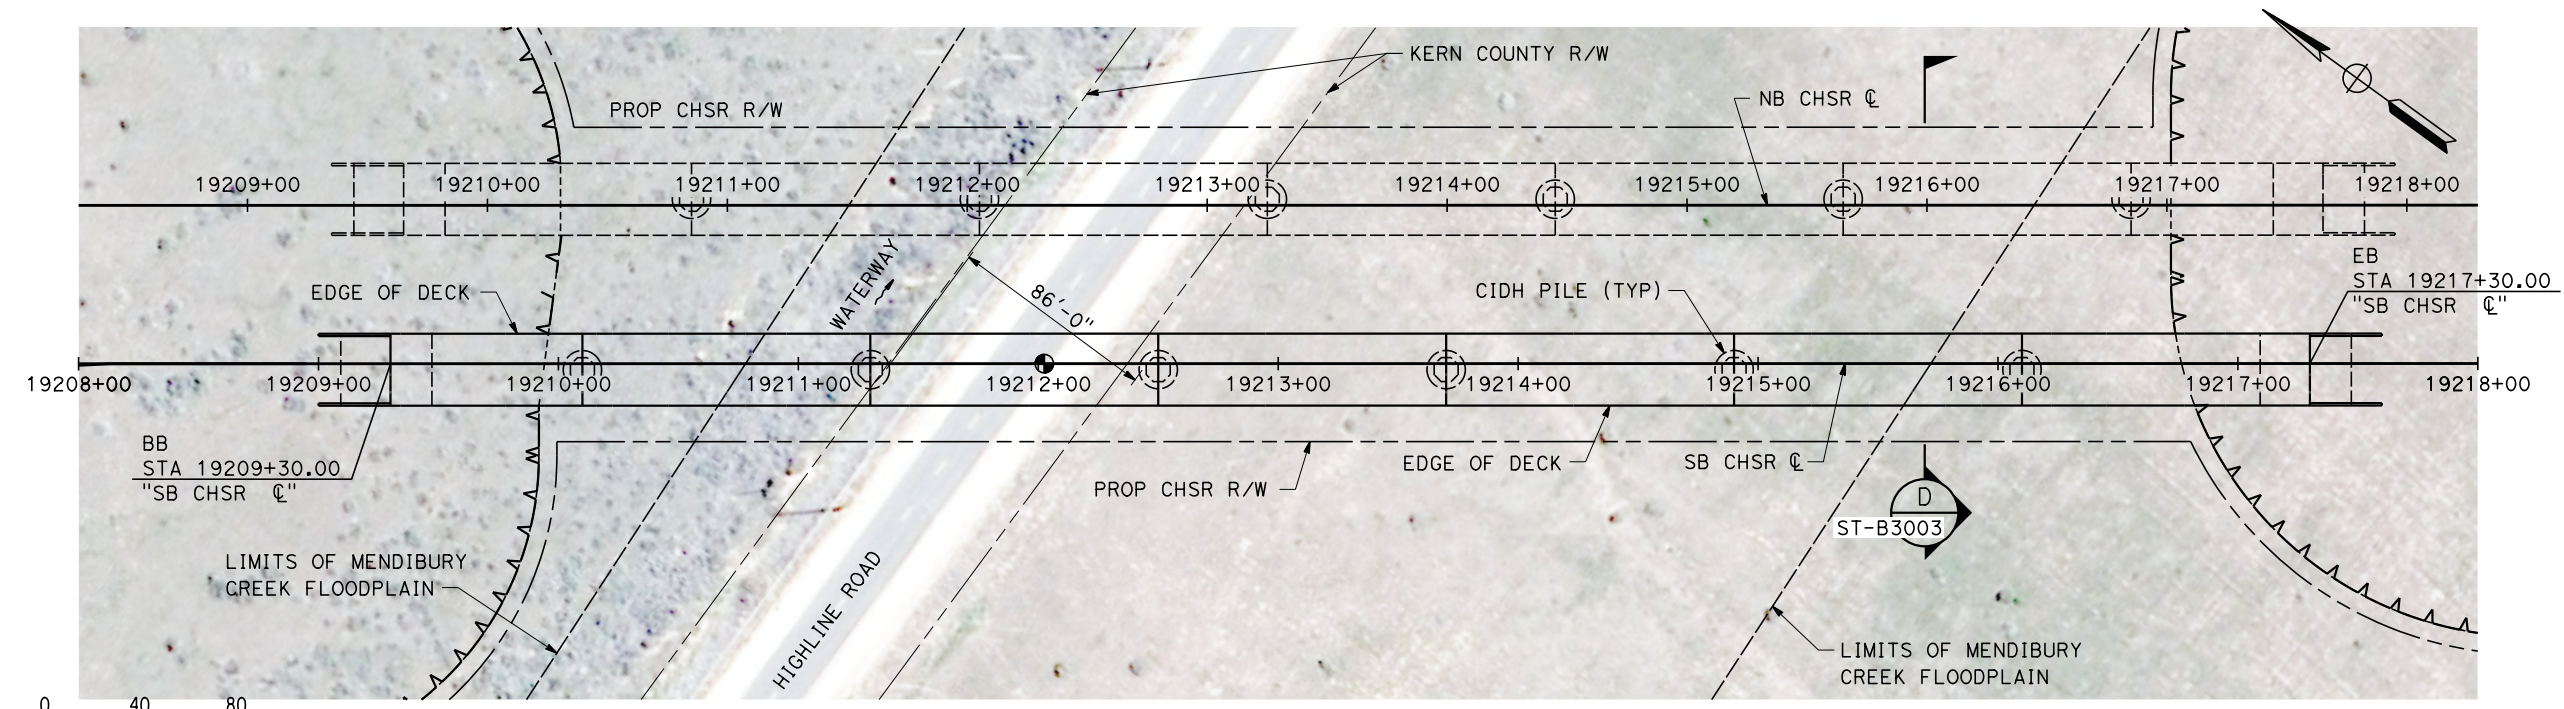 KERN COUNTY R/W
NB CHSR ℄
PROP CHSR R/W
19209+00 19210+00 19211+00 19212+00 19213+00 19214+00 19215+00 19216+00 19217+00 19218+00
WATERWAY
EDGE OF DECK
86'-0"
CIDH PILE (TYP)
EB
STA 19217+30.00
"SB CHSR ℄"
19208+00 19209+00 19210+00 19211+00 19212+00 19213+00 19214+00 19215+00 19216+00 19217+00 19218+00
BB
STA 19209+30.00
"SB CHSR ℄"
EDGE OF DECK
SB CHSR ℄
PROP CHSR R/W
D
ST-B3003
LIMITS OF MENDIBURY
CREEK FLOODPLAIN
HIGHLINE ROAD
LIMITS OF MENDIBURY
CREEK FLOODPLAIN
0 40 80